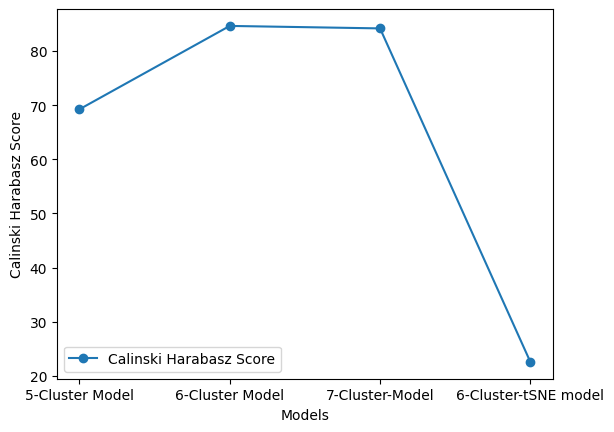 80
70
60
50
40
30
20
Calinski Harabasz Score
Calinski Harabasz Score
5-Cluster Model
6-Cluster Model
7-Cluster-Model
6-Cluster-tSNE model
Models